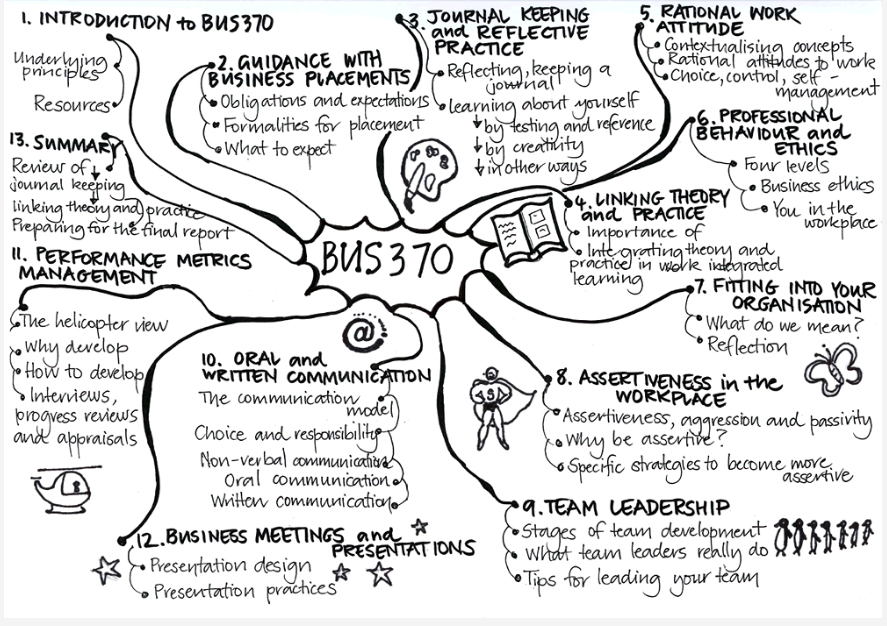 BUS370
1. INTRODUCTION to BUS370
Underlying
principles
Resources
2. GUIDANCE WITH
BUSINESS PLACEMENTS
Obligations and expectations
Formalities for placement
What to expect
3. JOURNAL KEEPING
and REFLECTIVE
PRACTICE
Reflecting, keeping a
journal
Learning about yourself
by testing and reference
by creativity
in other ways
4. LINKING THEORY
and PRACTICE
Importance of
Integrating theory and
practice in work integrated
learning
5. RATIONAL WORK
ATTITUDE
Contextualising concepts
Rational attitudes to work
Choice, control, self-
management
6. PROFESSIONAL
BEHAVIOUR and
ETHICS
Four levels
Business ethics
You in the
workplace
7. FITTING INTO YOUR
ORGANISATION
What do we mean?
Reflection
8. ASSERTIVENESS in the
WORKPLACE
Assertiveness, aggression and passivity
Why be assertive?
Specific strategies to become more
assertive
9. TEAM LEADERSHIP
Stages of team development
What team leaders really do
Tips for leading your team
10. ORAL and
WRITTEN COMMUNICATION
The communication
model
Choice and responsibility
Non-verbal communication
Oral communication
Written communication
@
S
11. PERFORMANCE METRICS
MANAGEMENT
The helicopter view
Why develop
How to develop
Interviews,
progress reviews
and appraisals
12. BUSINESS MEETINGS and
PRESENTATIONS
Presentation design
Presentation practices
13. SUMMARY
Review of
journal keeping
linking theory and practice
Preparing for the final report